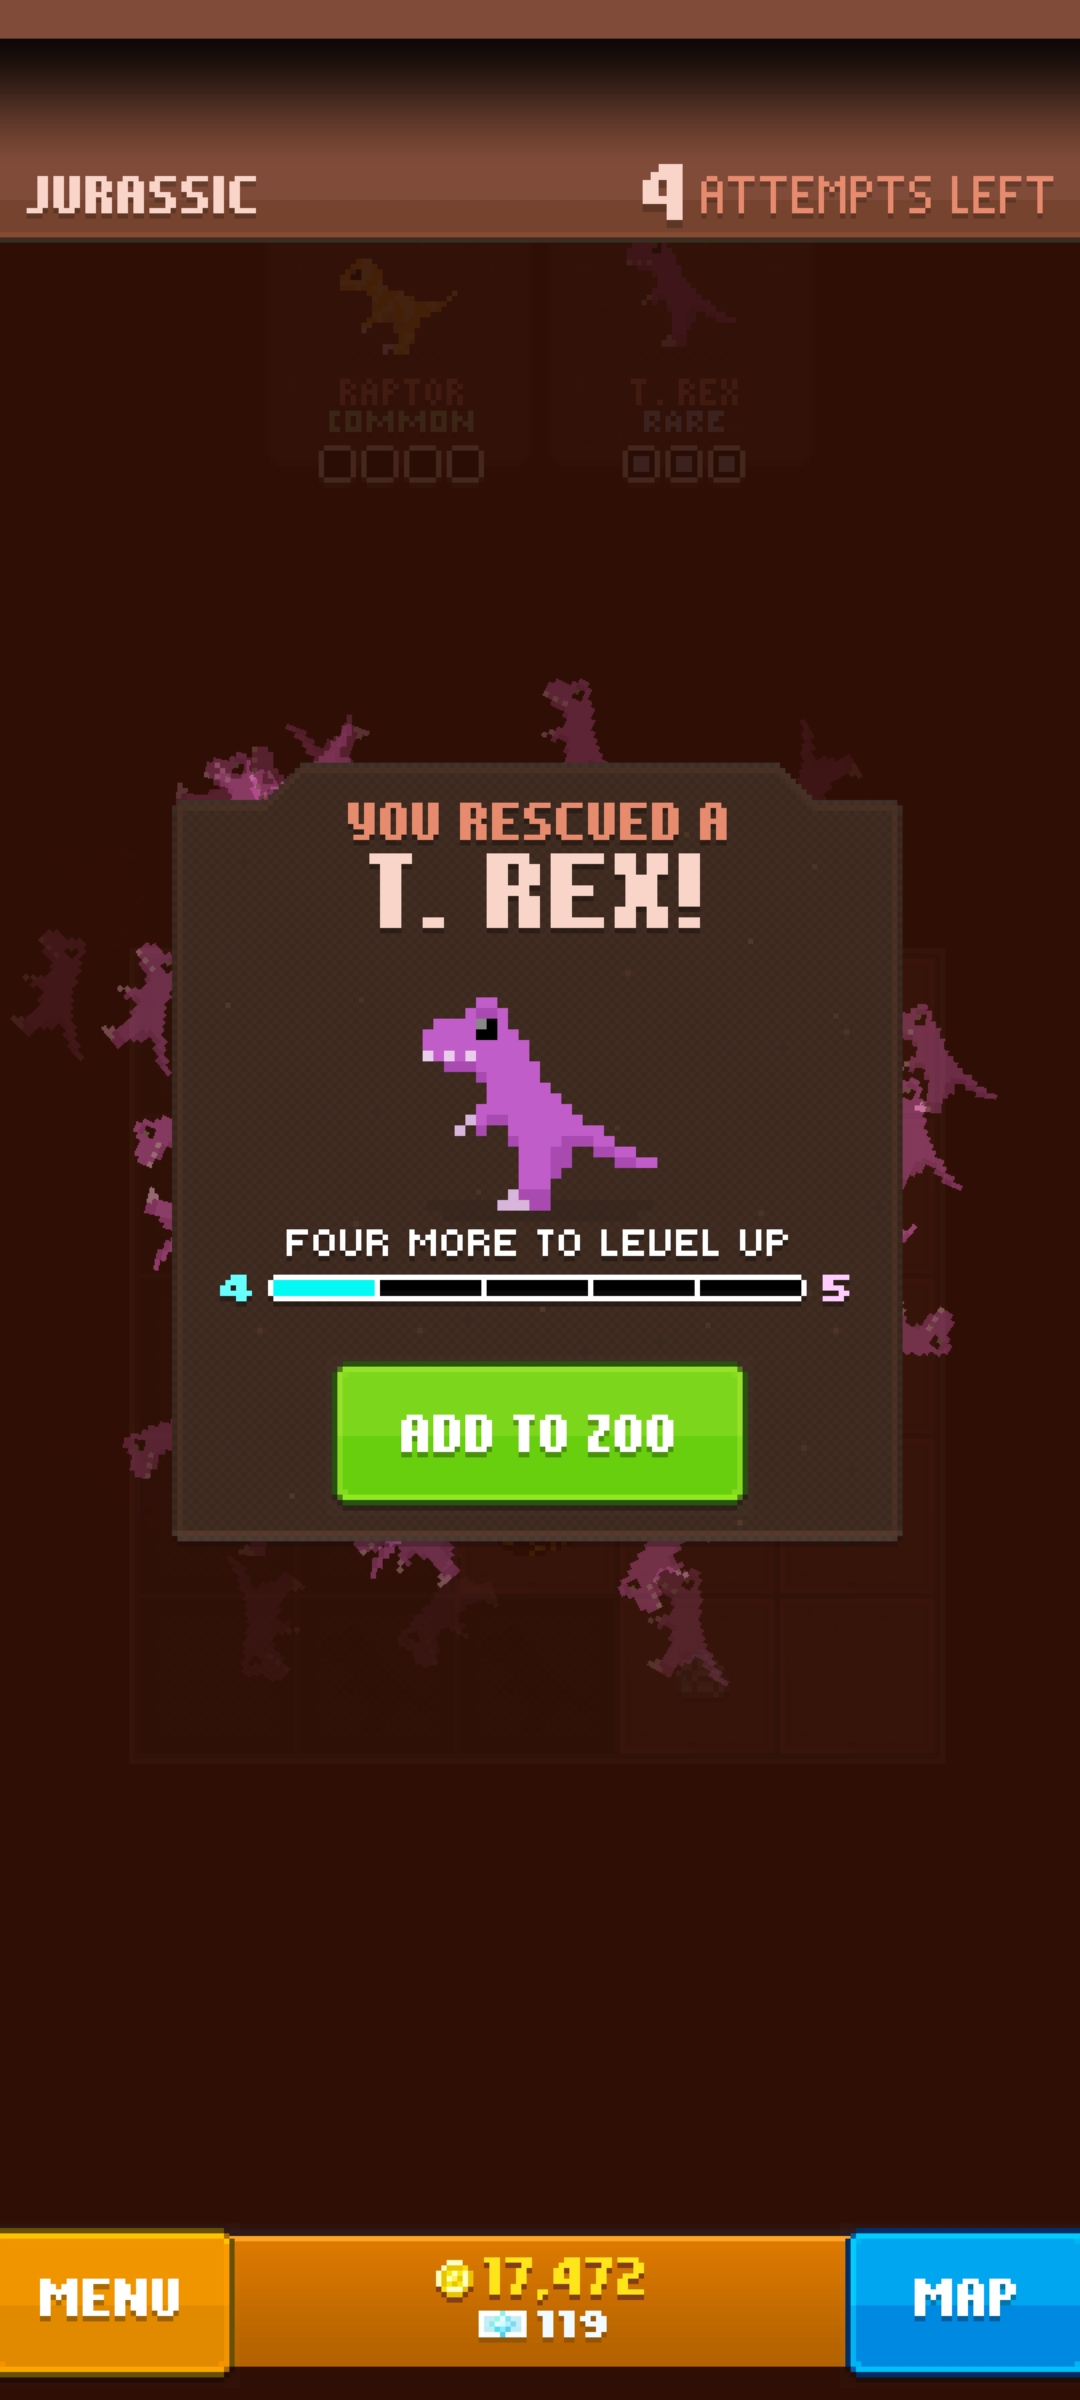 JURASSIC
4 ATTEMPTS LEFT
RAPTOR
COMMON
T. REX
RARE
YOU RESCUED A
T. REX!
FOUR MORE TO LEVEL UP
4 5
ADD TO ZOO
MENU
17,472
119
MAP